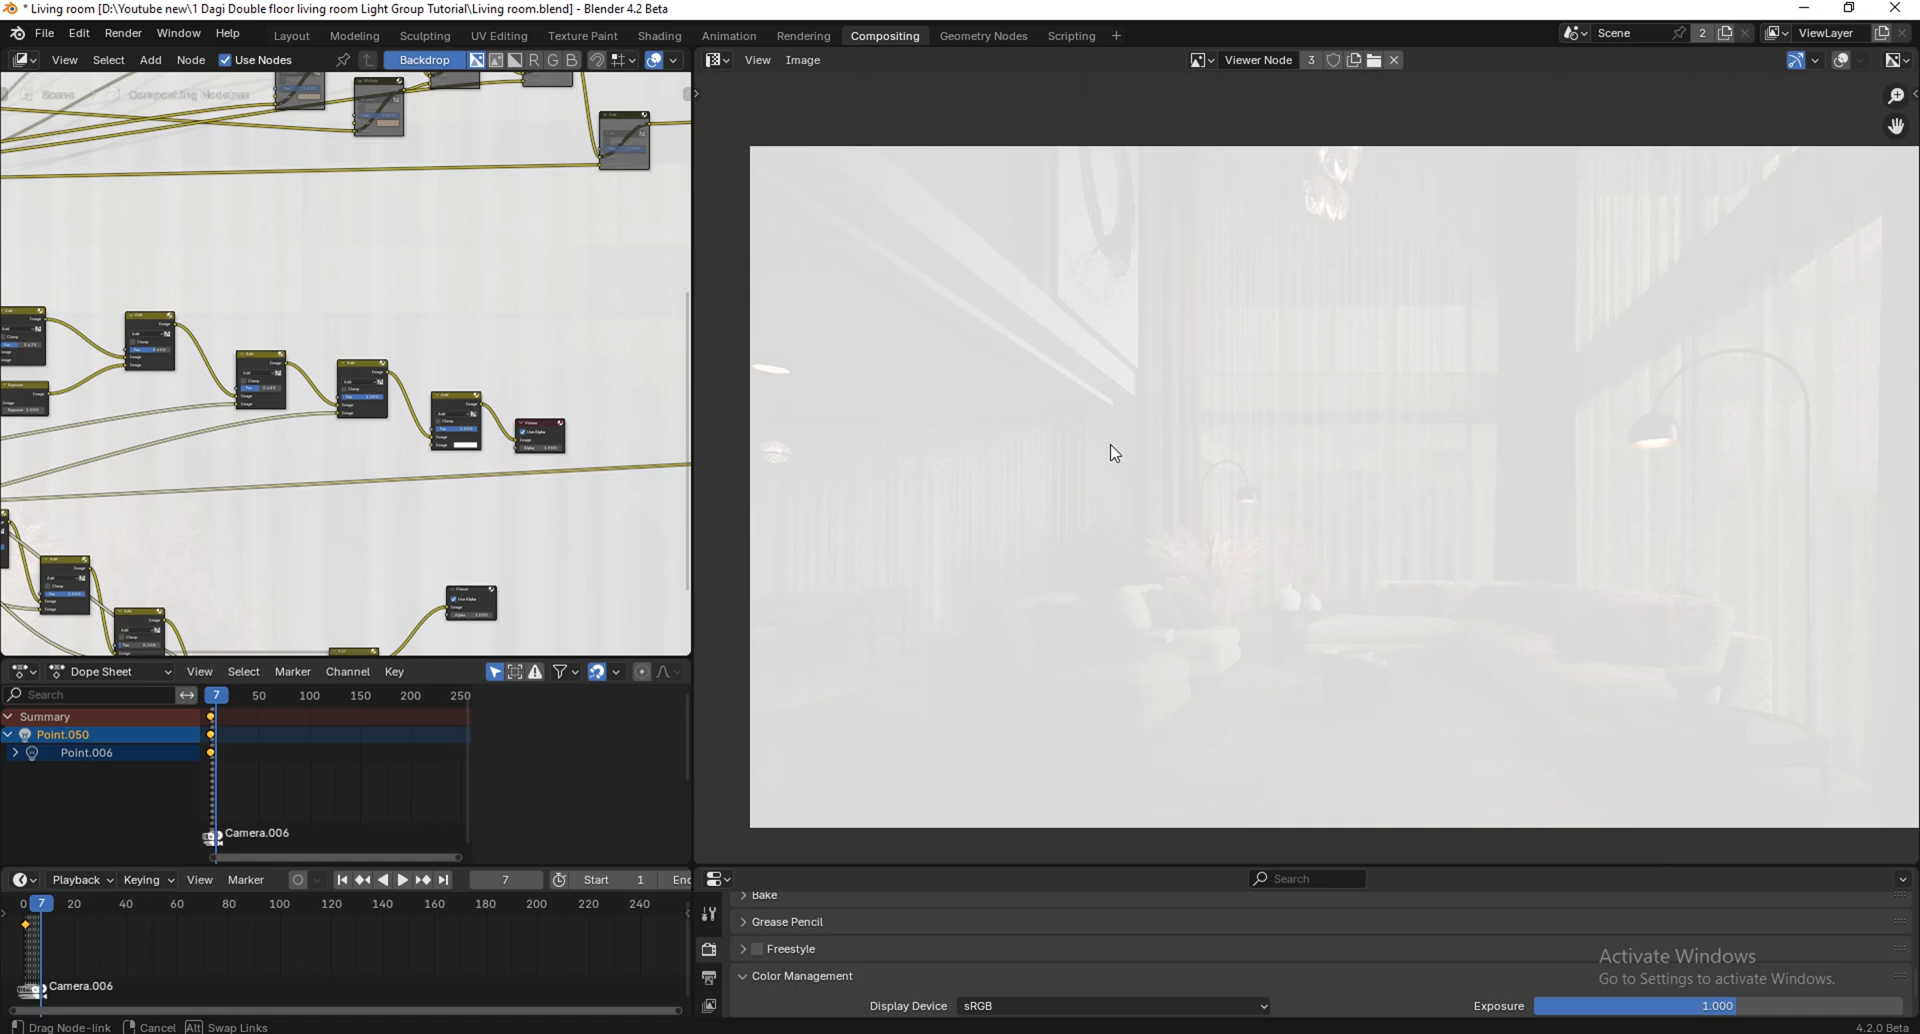 * Living room [D:\Youtube new\1 Dagi Double floor living room Light Group Tutorial\Living room.blend] - Blender 4.2 Beta
File Edit Render Window Help Layout Modeling Sculpting UV Editing Texture Paint Shading Animation Rendering Compositing Geometry Nodes Scripting + Scene 2 ViewLayer
View Select Add Node Use Nodes Backdrop R G B View Image Viewer Node 3
Scene Compositing Nodetree
Dope Sheet View Select Marker Channel Key
Search 7 50 100 150 200 250
Summary
Point.050
Point.006
Camera.006
Playback Keying View Marker 7 Start 1 Search
0 7 20 40 60 80 100 120 140 160 180 200 220 240
Camera.006
Bake
Grease Pencil
Freestyle
Color Management
Display Device sRGB Exposure 1.000
Activate Windows
Go to Settings to activate Windows.
Drag Node-link Cancel Alt Swap Links 4.2.0 Beta